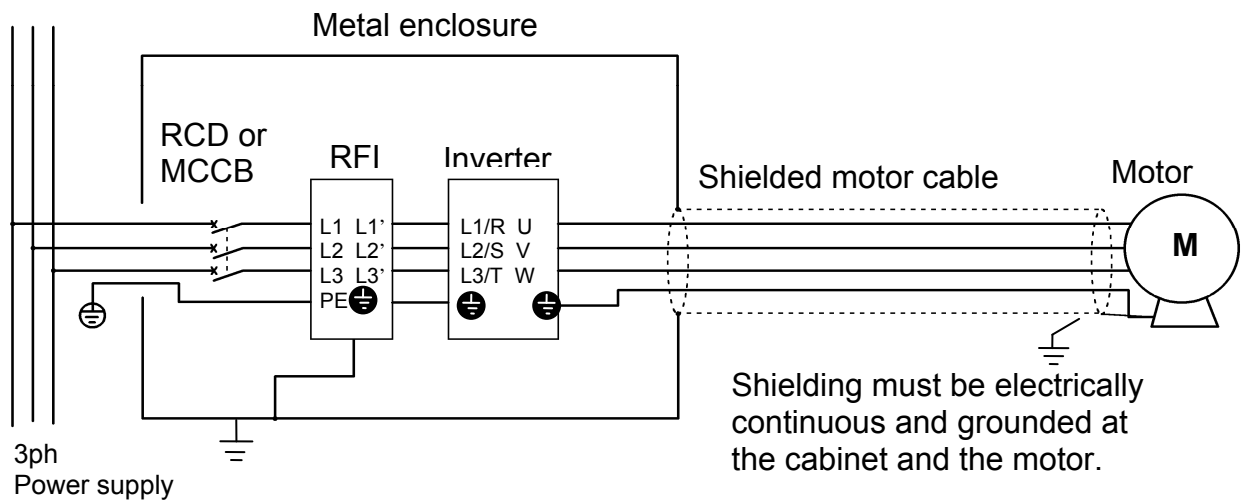 Metal enclosure
RCD or
MCCB
RFI
Inverter
Shielded motor cable
Motor
L1 L1’
L2 L2’
L3 L3’
PE
L1/R U
L2/S V
L3/T W
M
Shielding must be electrically
continuous and grounded at
the cabinet and the motor.
3ph
Power supply